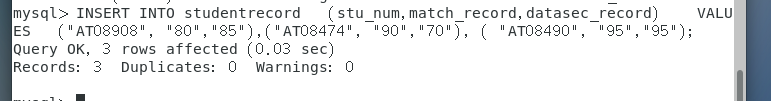 mysql> INSERT INTO studentrecord   (stu_num,match_record,datasec_record)    VALU
ES   ("AT08908", "80","85"),("AT08474", "90","70"), ( "AT08490", "95","95");
Query OK, 3 rows affected (0.03 sec)
Records: 3  Duplicates: 0  Warnings: 0
mysql>